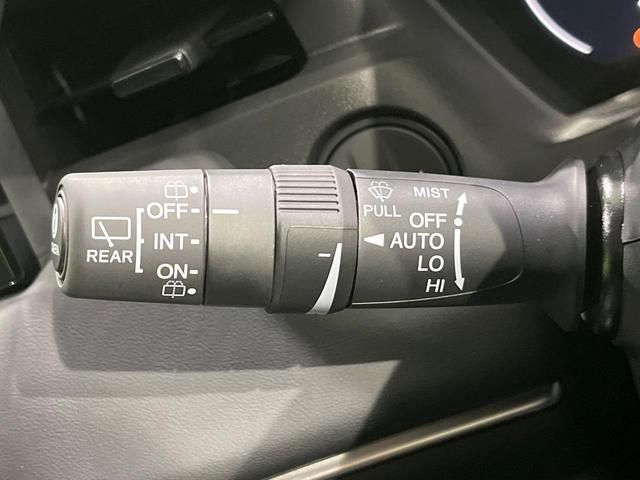 REAR
OFF
INT
ON
PULL
MIST
OFF
AUTO
LO
HI